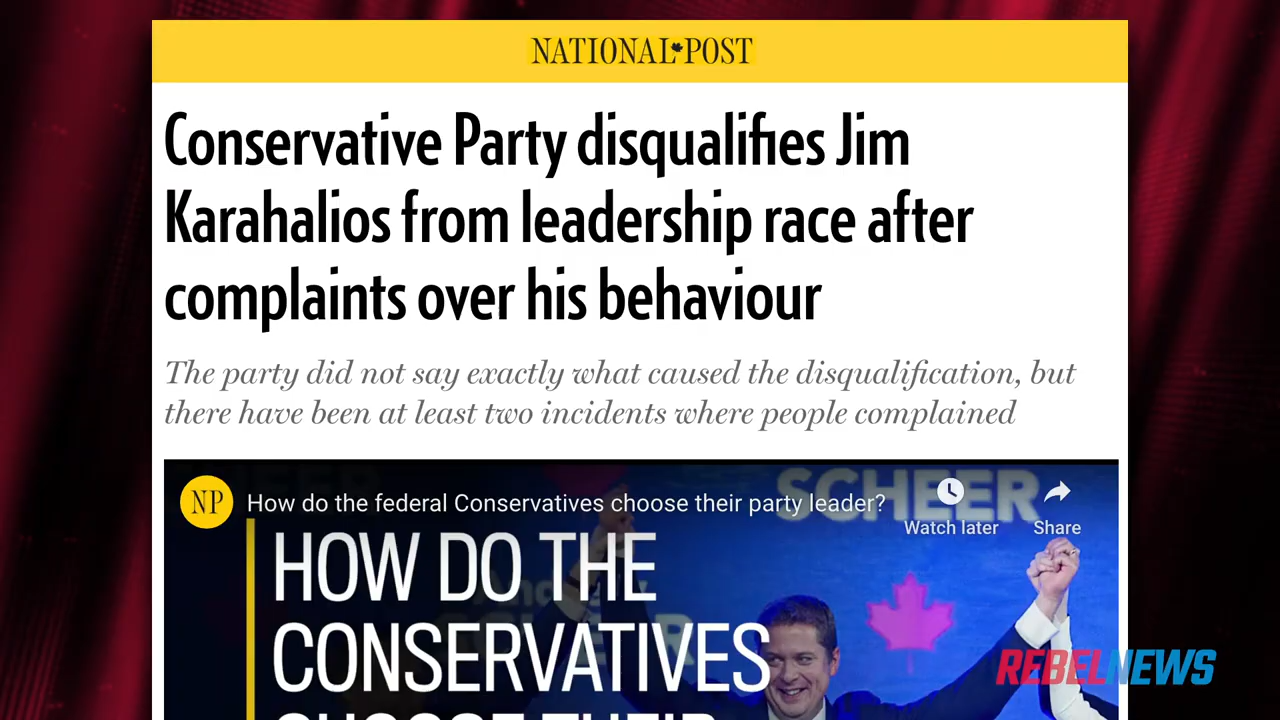 NATIONAL POST
Conservative Party disqualifies Jim
Karahalios from leadership race after
complaints over his behaviour
The party did not say exactly what caused the disqualification, but
there have been at least two incidents where people complained
SCHEER
NP How do the federal Conservatives choose their party leader?
Watch later Share
HOW DO THE
CONSERVATIVES
CHOOSE THEIR
REBELNEWS